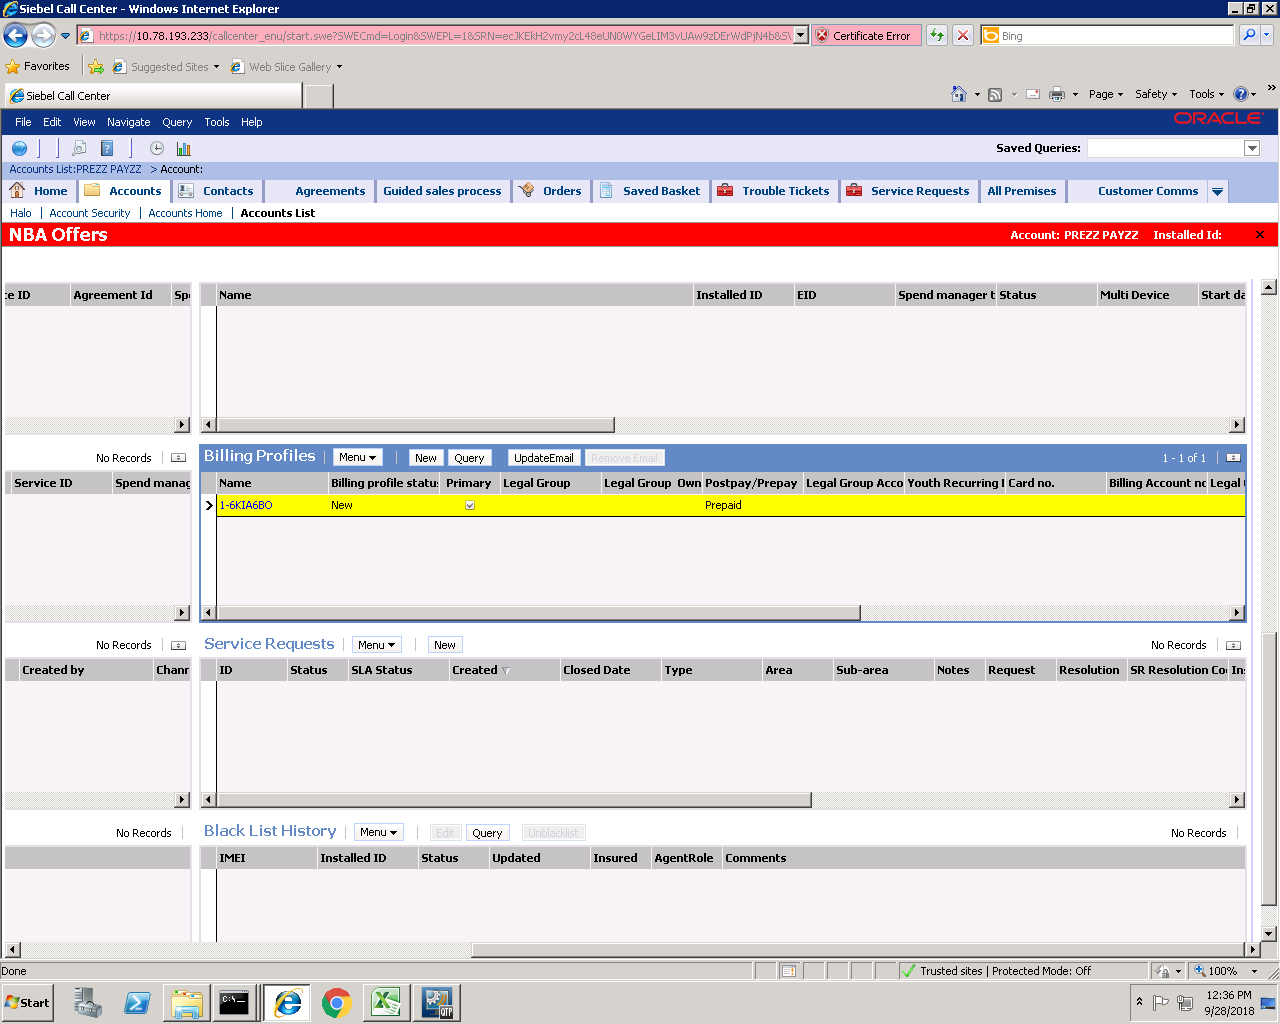 Siebel Call Center - Windows Internet Explorer
https://10.78.193.233/callcenter_enu/start.swe?SWECmd=Login&SWEPL=1&SRN= Certificate Error Bing
Favorites Suggested Sites Web Slice Gallery
Siebel Call Center Page Safety Tools
File Edit View Navigate Query Tools Help ORACLE
Saved Queries:
Accounts List:PREZZ PAYZZ > Account:
Home Accounts Contacts Agreements Guided sales process Orders Saved Basket Trouble Tickets Service Requests All Premises Customer Comms
Halo | Account Security | Accounts Home | Accounts List
NBA Offers Account: PREZZ PAYZZ Installed Id:
ce ID Agreement Id Spe Name Installed ID EID Spend manager t Status Multi Device Start da
No Records Billing Profiles Menu New Query UpdateEmail Remove Email 1 - 1 of 1
Service ID Spend manag Name Billing profile status Primary Legal Group Legal Group Own Postpay/Prepay Legal Group Acco Youth Recurring Card no. Billing Account no Legal
1-6KIA6BO New Prepaid
No Records Service Requests Menu New No Records
Created by Chann ID Status SLA Status Created Closed Date Type Area Sub-area Notes Request Resolution SR Resolution Co Ins
No Records Black List History Menu Edit Query Unblacklist No Records
IMEI Installed ID Status Updated Insured AgentRole Comments
Done Trusted sites | Protected Mode: Off 100%
Start C:\ QTP 12:36 PM
9/28/2018